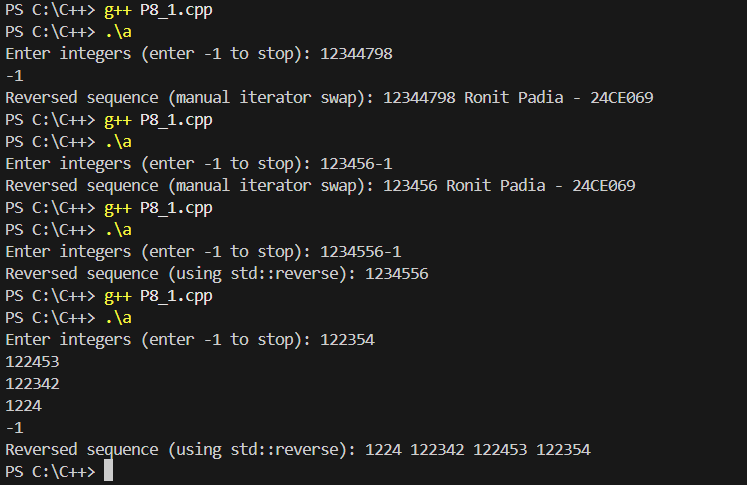 PS C:\C++> g++ P8_1.cpp
PS C:\C++> .\a
Enter integers (enter -1 to stop): 12344798
-1
Reversed sequence (manual iterator swap): 12344798 Ronit Padia - 24CE069
PS C:\C++> g++ P8_1.cpp
PS C:\C++> .\a
Enter integers (enter -1 to stop): 123456-1
Reversed sequence (manual iterator swap): 123456 Ronit Padia - 24CE069
PS C:\C++> g++ P8_1.cpp
PS C:\C++> .\a
Enter integers (enter -1 to stop): 1234556-1
Reversed sequence (using std::reverse): 1234556
PS C:\C++> g++ P8_1.cpp
PS C:\C++> .\a
Enter integers (enter -1 to stop): 122354
122453
122342
1224
-1
Reversed sequence (using std::reverse): 1224 122342 122453 122354
PS C:\C++>